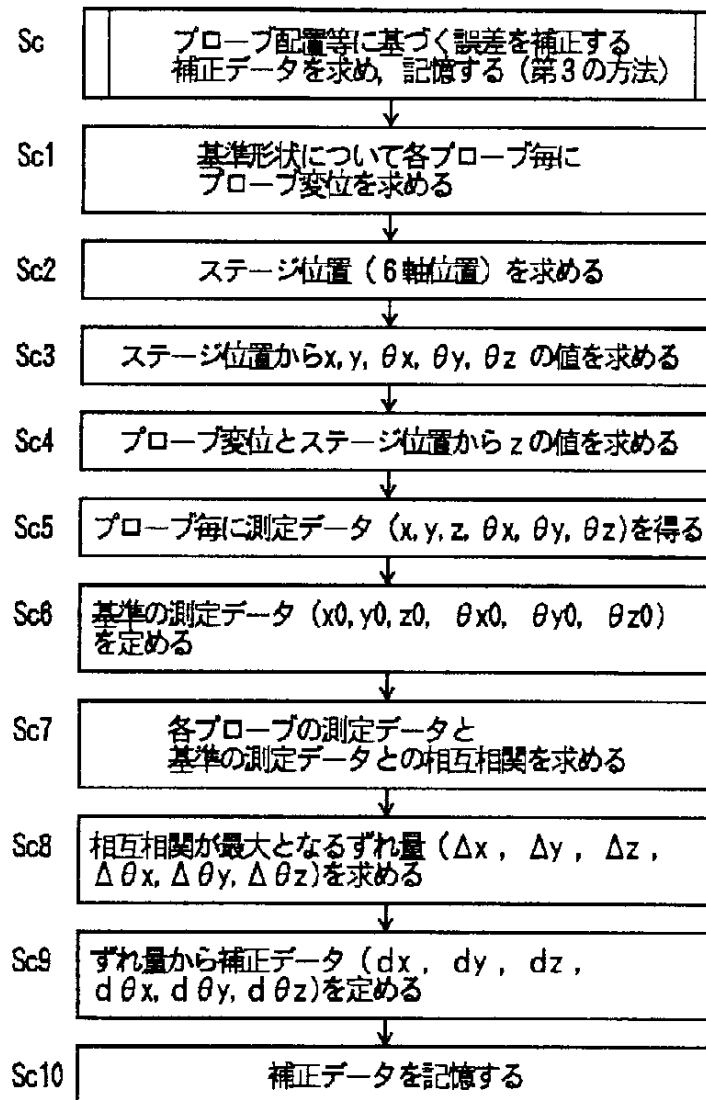 Sc
プローブ配置等に基づく誤差を補正する
補正データを求め,記憶する(第3の方法)
Sc1
基準形状について各プローブ毎に
プローブ変位を求める
Sc2
ステージ位置(6軸位置)を求める
Sc3
ステージ位置からx,y,θx,θy,θz の値を求める
Sc4
プローブ変位とステージ位置からzの値を求める
Sc5
プローブ毎に測定データ(x,y,z,θx,θy,θz)を得る
Sc6
基準の測定データ(x0,y0,z0, θx0, θy0, θz0)
を定める
Sc7
各プローブの測定データと
基準の測定データとの相互相関を求める
Sc8
相互相関が最大となるずれ量(Δx, Δy, Δz,
Δθx,Δθy,Δθz)を求める
Sc9
ずれ量から補正データ(dx, dy, dz,
dθx,dθy,dθz)を定める
Sc10
補正データを記憶する